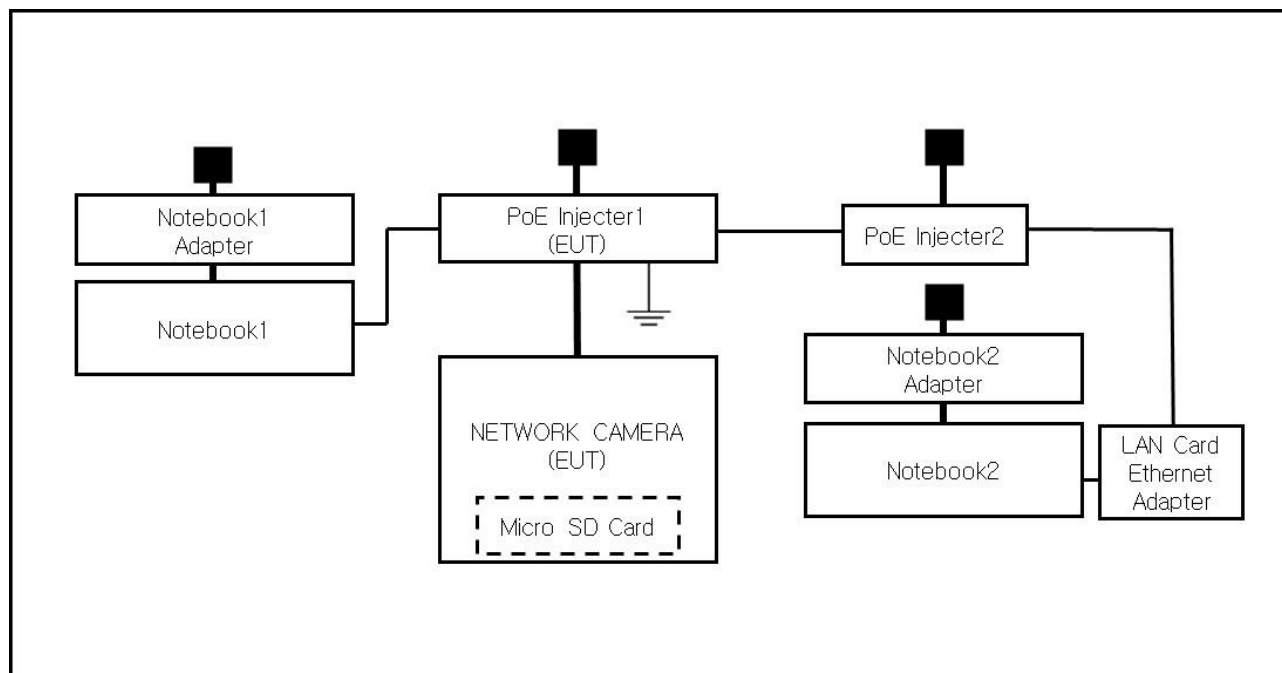 Notebook1
Adapter
Notebook1
PoE Injecter1
(EUT)
NETWORK CAMERA
(EUT)
Micro SD Card
PoE Injecter2
Notebook2
Adapter
Notebook2
LAN Card
Ethernet
Adapter